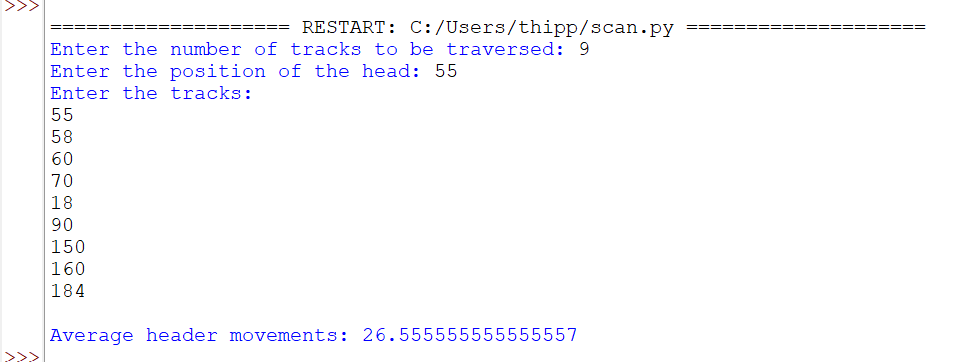 >>>
==================== RESTART: C:/Users/thipp/scan.py ====================
Enter the number of tracks to be traversed: 9
Enter the position of the head: 55
Enter the tracks:
55
58
60
70
18
90
150
160
184
Average header movements: 26.555555555555557
>>>